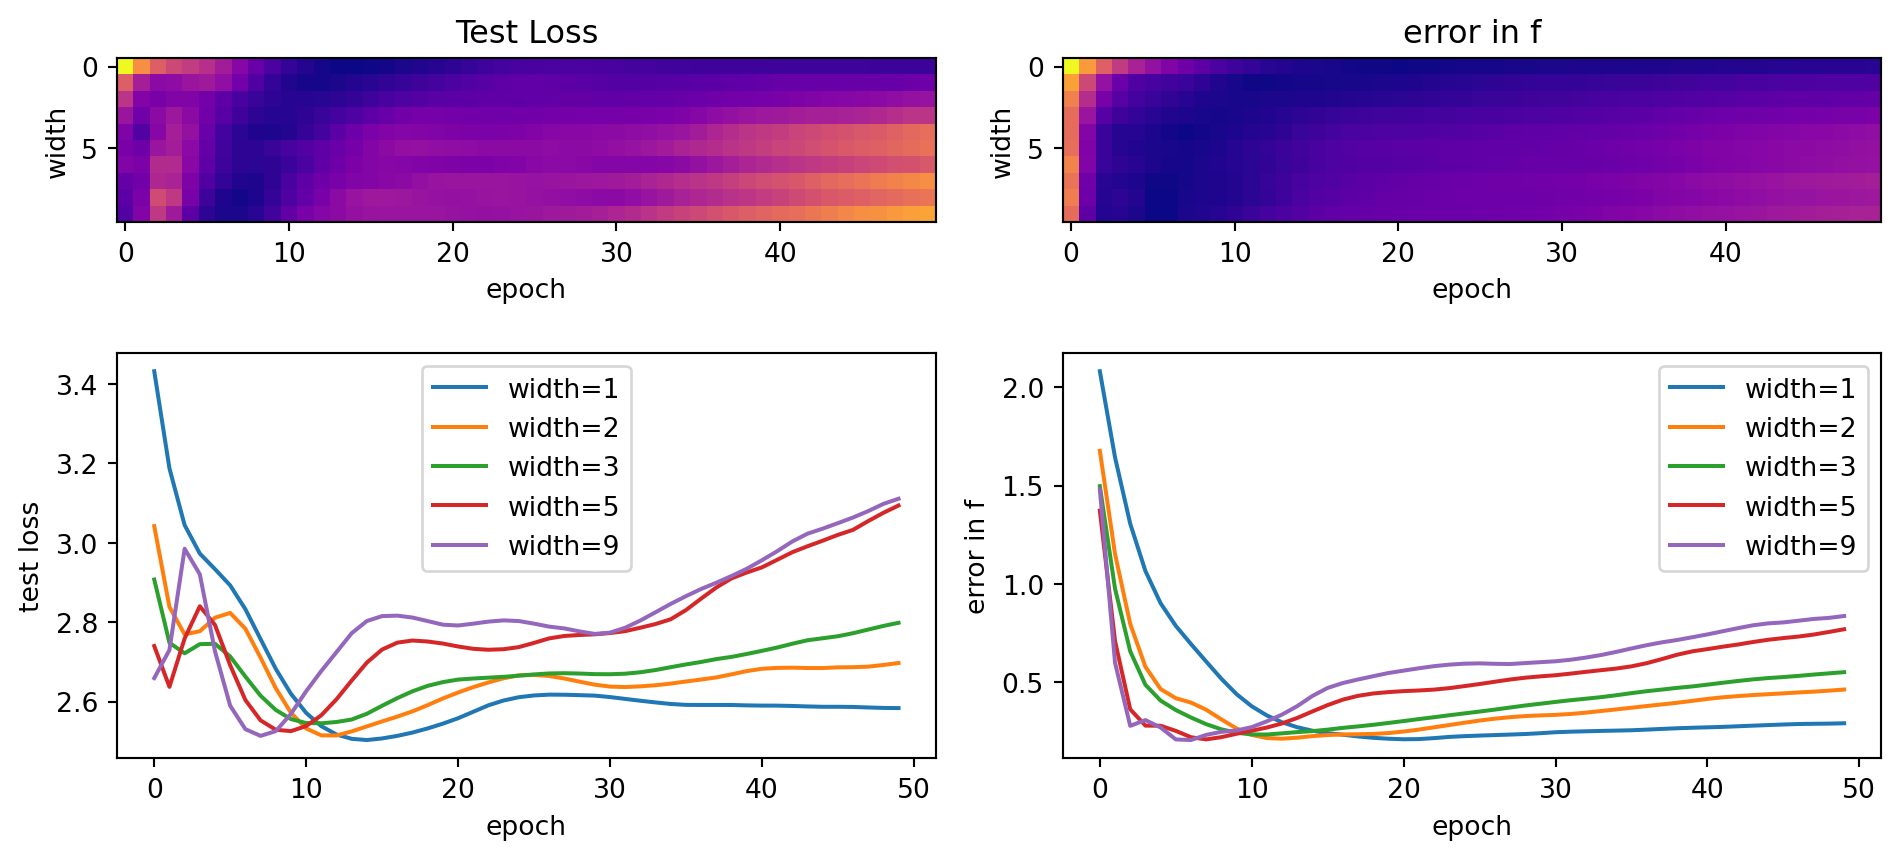 Test Loss
0
5
width
0
10
20
30
40
epoch
error in f
0
5
width
0
10
20
30
40
epoch
3.4
3.2
3.0
2.8
2.6
test loss
width=1
width=2
width=3
width=5
width=9
0
10
20
30
40
50
epoch
2.0
1.5
1.0
0.5
error in f
width=1
width=2
width=3
width=5
width=9
0
10
20
30
40
50
epoch